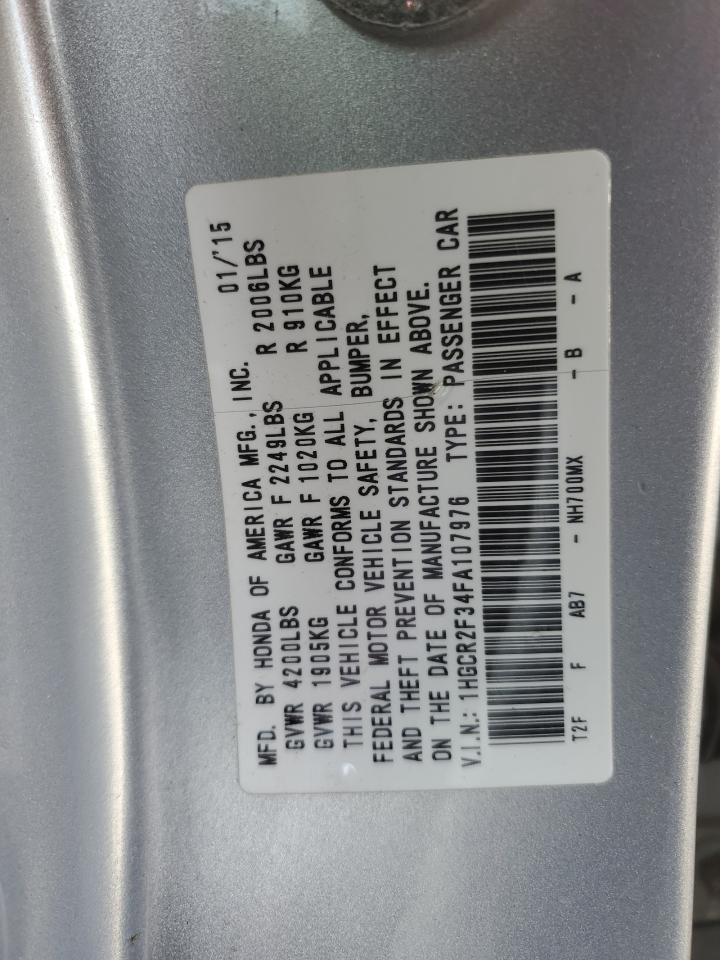 MFD. BY HONDA OF AMERICA MFG., INC. 01/'15
GVWR 4200LBS GAWR F 2249LBS R 2006LBS
GVWR 1905KG GAWR F 1020KG R 910KG
THIS VEHICLE CONFORMS TO ALL APPLICABLE
FEDERAL MOTOR VEHICLE SAFETY, BUMPER,
AND THEFT PREVENTION STANDARDS IN EFFECT
ON THE DATE OF MANUFACTURE SHOWN ABOVE.
V.I.N.: 1HGCR2F34FA107976 TYPE: PASSENGER CAR
T2F F AB7 - NH700MX - B - A